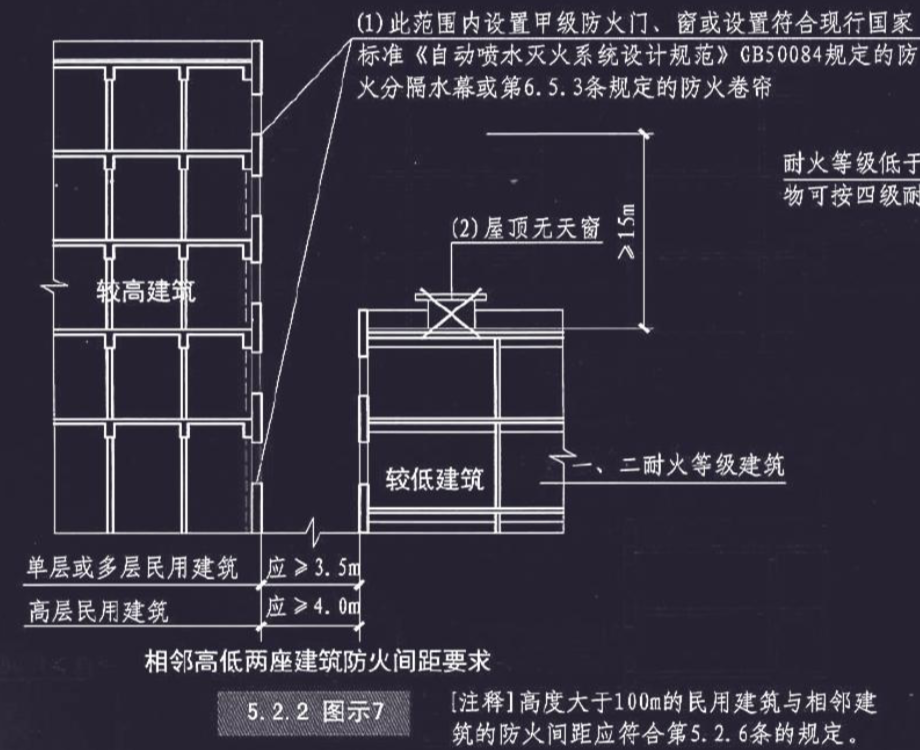 (1)此范围内设置甲级防火门、窗或设置符合现行国家
标准《自动喷水灭火系统设计规范》GB50084规定的防
火分隔水幕或第6.5.3条规定的防火卷帘
耐火等级低于
物可按四级耐
(2)屋顶无天窗
≥15m
较高建筑
较低建筑
一、二耐火等级建筑
单层或多层民用建筑
应≥3.5m
高层民用建筑
应≥4.0m
相邻高低两座建筑防火间距要求
5.2.2 图示7
[注释]高度大于100m的民用建筑与相邻建
筑的防火间距应符合第5.2.6条的规定。